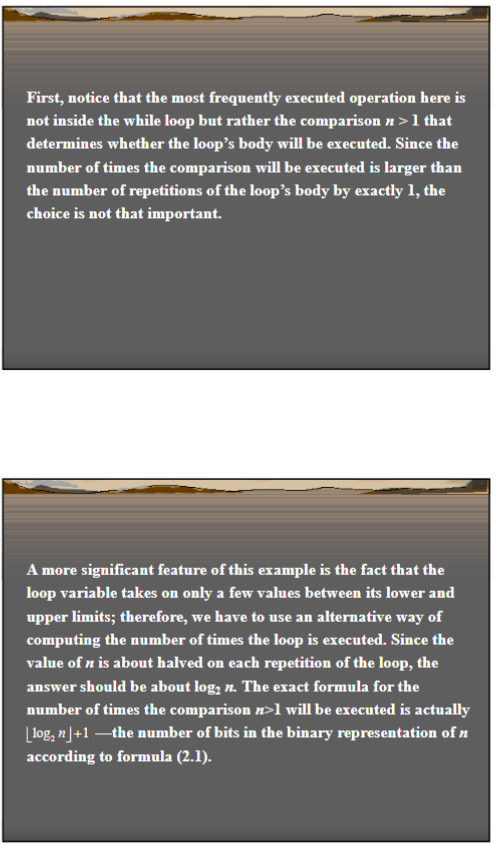 First, notice that the most frequently executed operation here is
not inside the while loop but rather the comparison n > 1 that
determines whether the loop’s body will be executed. Since the
number of times the comparison will be executed is larger than
the number of repetitions of the loop’s body by exactly 1, the
choice is not that important.
A more significant feature of this example is the fact that the
loop variable takes on only a few values between its lower and
upper limits; therefore, we have to use an alternative way of
computing the number of times the loop is executed. Since the
value of n is about halved on each repetition of the loop, the
answer should be about log₂ n. The exact formula for the
number of times the comparison n>1 will be executed is actually
⌊log₂ n⌋+1 —the number of bits in the binary representation of n
according to formula (2.1).